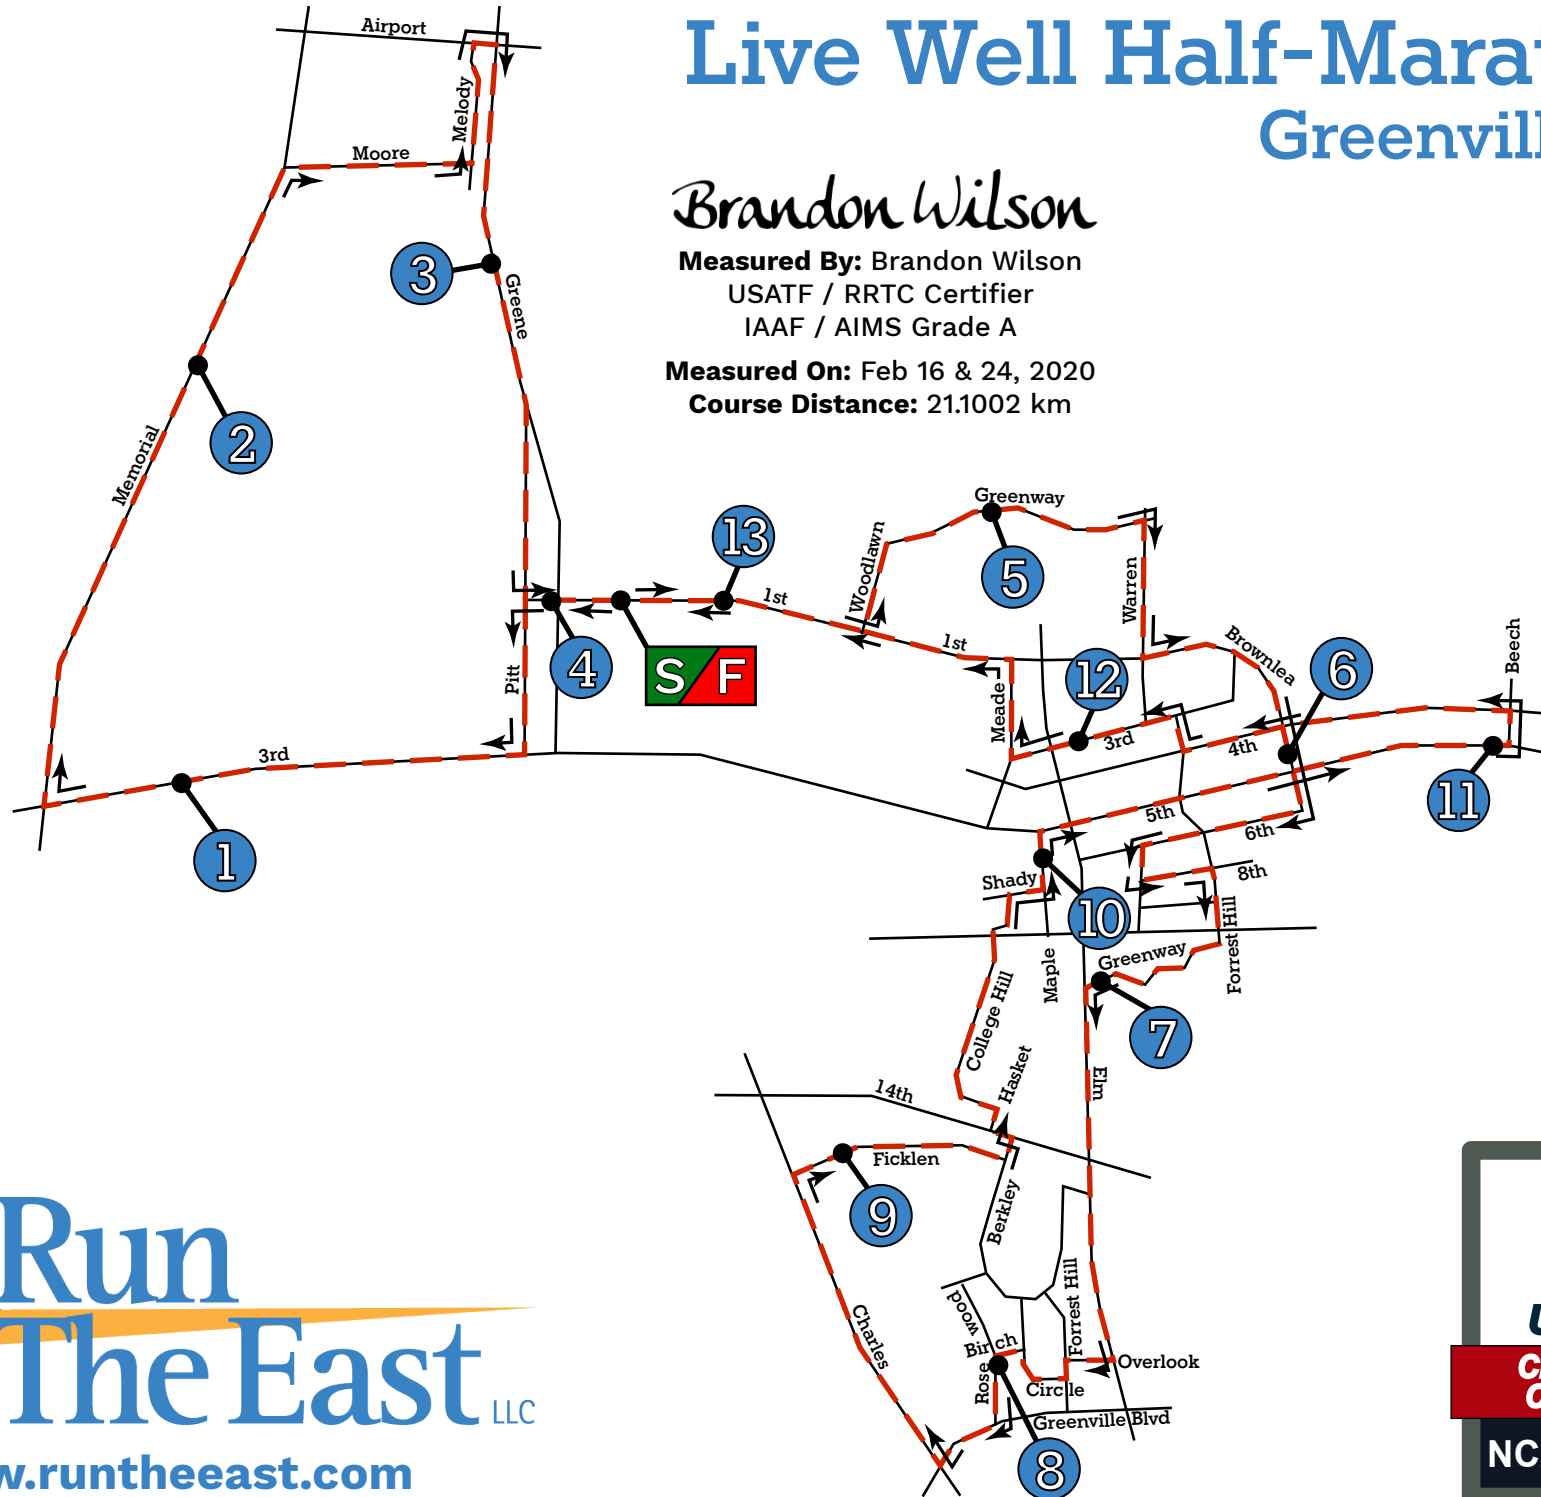 Live Well Half-Mara
Greenvill
Airport
Melody
Moore
Brandon Wilson
Measured By: Brandon Wilson
USATF / RRTC Certifier
IAAF / AIMS Grade A
Measured On: Feb 16 & 24, 2020
Course Distance: 21.1002 km
3
Greene
2
Memorial
13
Greenway
Woodlawn
5
Warren
1st
1st
Brownlea
Beech
4
S F
Pitt
12
6
Meade
3rd
4th
3rd
11
5th
6th
1
Shady
8th
10
Forrest Hill
Greenway
Maple
College Hill
7
Hasket
14th
Elm
Ficklen
9
Berkley
Forrest Hill
wood
Charles
Birch
Overlook
Rose
Circle
Greenville Blvd
8
Run
The East LLC
w.runtheeast.com
NC